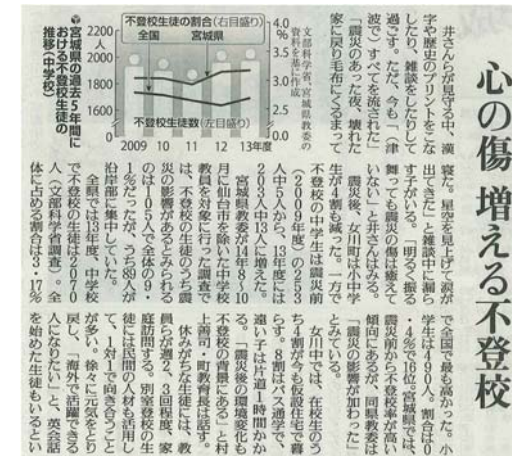 心の傷 増える不登校
井さんらが見守る中、漢
字や歴史のプリントをこな
したり、雑談をしたりして
過ごす。ただ、今も「(津
波で)すべてを流された」
「震災のあった夜、壊れた
家に戻り毛布にくるまって
文部科学省、宮城県教委の
資料を基に作成
不登校生徒の割合(右目盛り)
全国 宮城県
不登校生徒数(左目盛り)
2200人
2000
1800
1600
1400
1200
4.0%
3.5
3.0
2.5
0.0
2009 10 11 12 13年度
宮城県の過去5年間に
おける不登校生徒の
推移(中学校)
寝た。星空を見上げて涙が
出てきた」と雑談中に漏ら
す子がいる。「明るく振る
舞っても震災の傷は癒えて
いない」と井さんはみる。
震災後、女川町は小中学
生が4割も減った。一方で
不登校の中学生は震災前
(2009年度)の253
人中5人から、13年度には
203人中13人に増えた。
宮城県教委が14年8~10
月に仙台市を除いた中学校
教員を対象に行った調査で
は、不登校の生徒のうち震
災の影響があるとみられる
のは105人で全体の9・
1%だったが、うち89人が
沿岸部に集中していた。
全県では13年度、中学校
で不登校の生徒は2070
人(文部科学省調査)。全
体に占める割合は3・17%
で全国で最も高かった。小
学生は490人。割合は0
・4%で16位。宮城県では、
震災前から不登校率が高い
傾向にあるが、同県教委は
「震災の影響が加わった」
とみている。
女川中では、在校生のう
ち4割が今も仮設住宅で暮
らす。8割はバス通学で、
遠い子は片道1時間かか
る。「震災後の環境変化も
不登校の背景にある」と村
上善司・町教育長は話す。
休みがちな生徒には、教
員らが週2、3回程度、家
庭訪問する。別室登校の生
徒には民間の人材も活用し
て、1対1で向き合うこと
が多い。徐々に元気をとり
戻し、「海外で活躍できる
人になりたい」と、英会話
を始めた生徒もいるとい